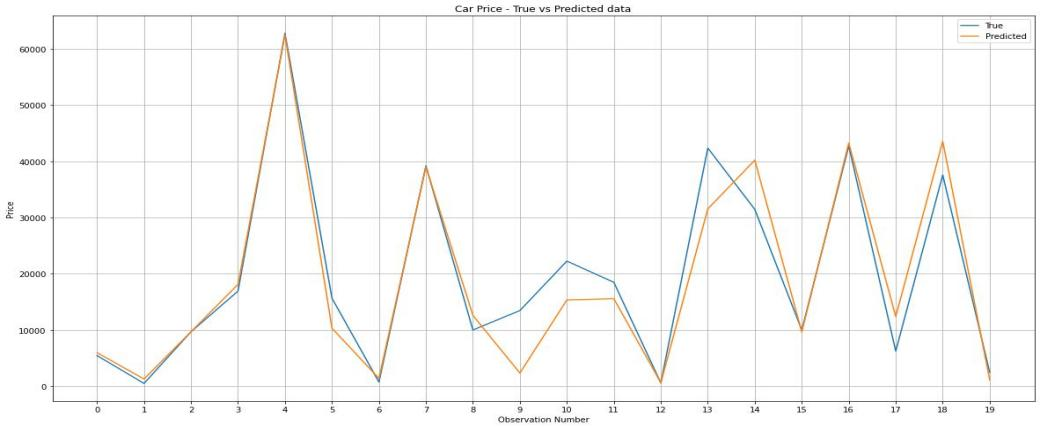 Car Price - True vs Predicted data
True
Predicted
60000
50000
40000
30000
20000
10000
0
Price
0 1 2 3 4 5 6 7 8 9 10 11 12 13 14 15 16 17 18 19
Observation Number